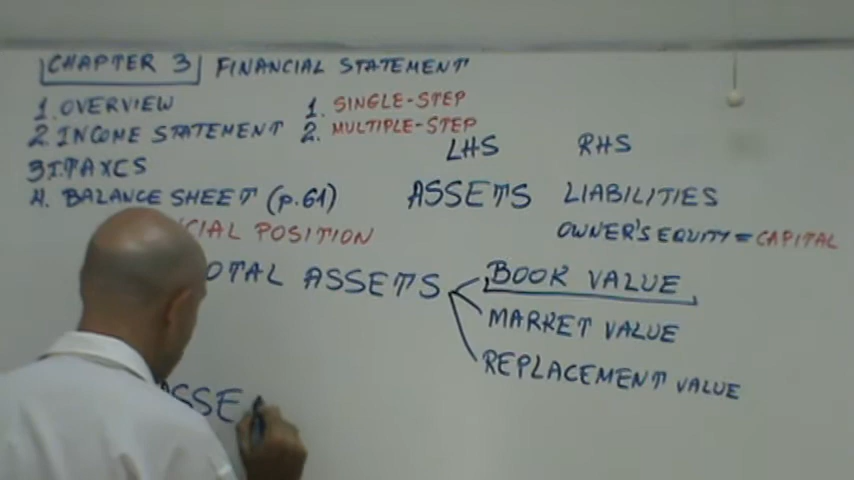 CHAPTER 3 FINANCIAL STATEMENT
1. OVERVIEW
2. INCOME STATEMENT
1. SINGLE-STEP
2. MULTIPLE-STEP
3. I. TAXES
4. BALANCE SHEET (p.61)
CIAL POSITION
LHS RHS
ASSETS LIABILITIES
OWNER'S EQUITY = CAPITAL
OTAL ASSETS
BOOK VALUE
MARKET VALUE
REPLACEMENT VALUE
ASSE